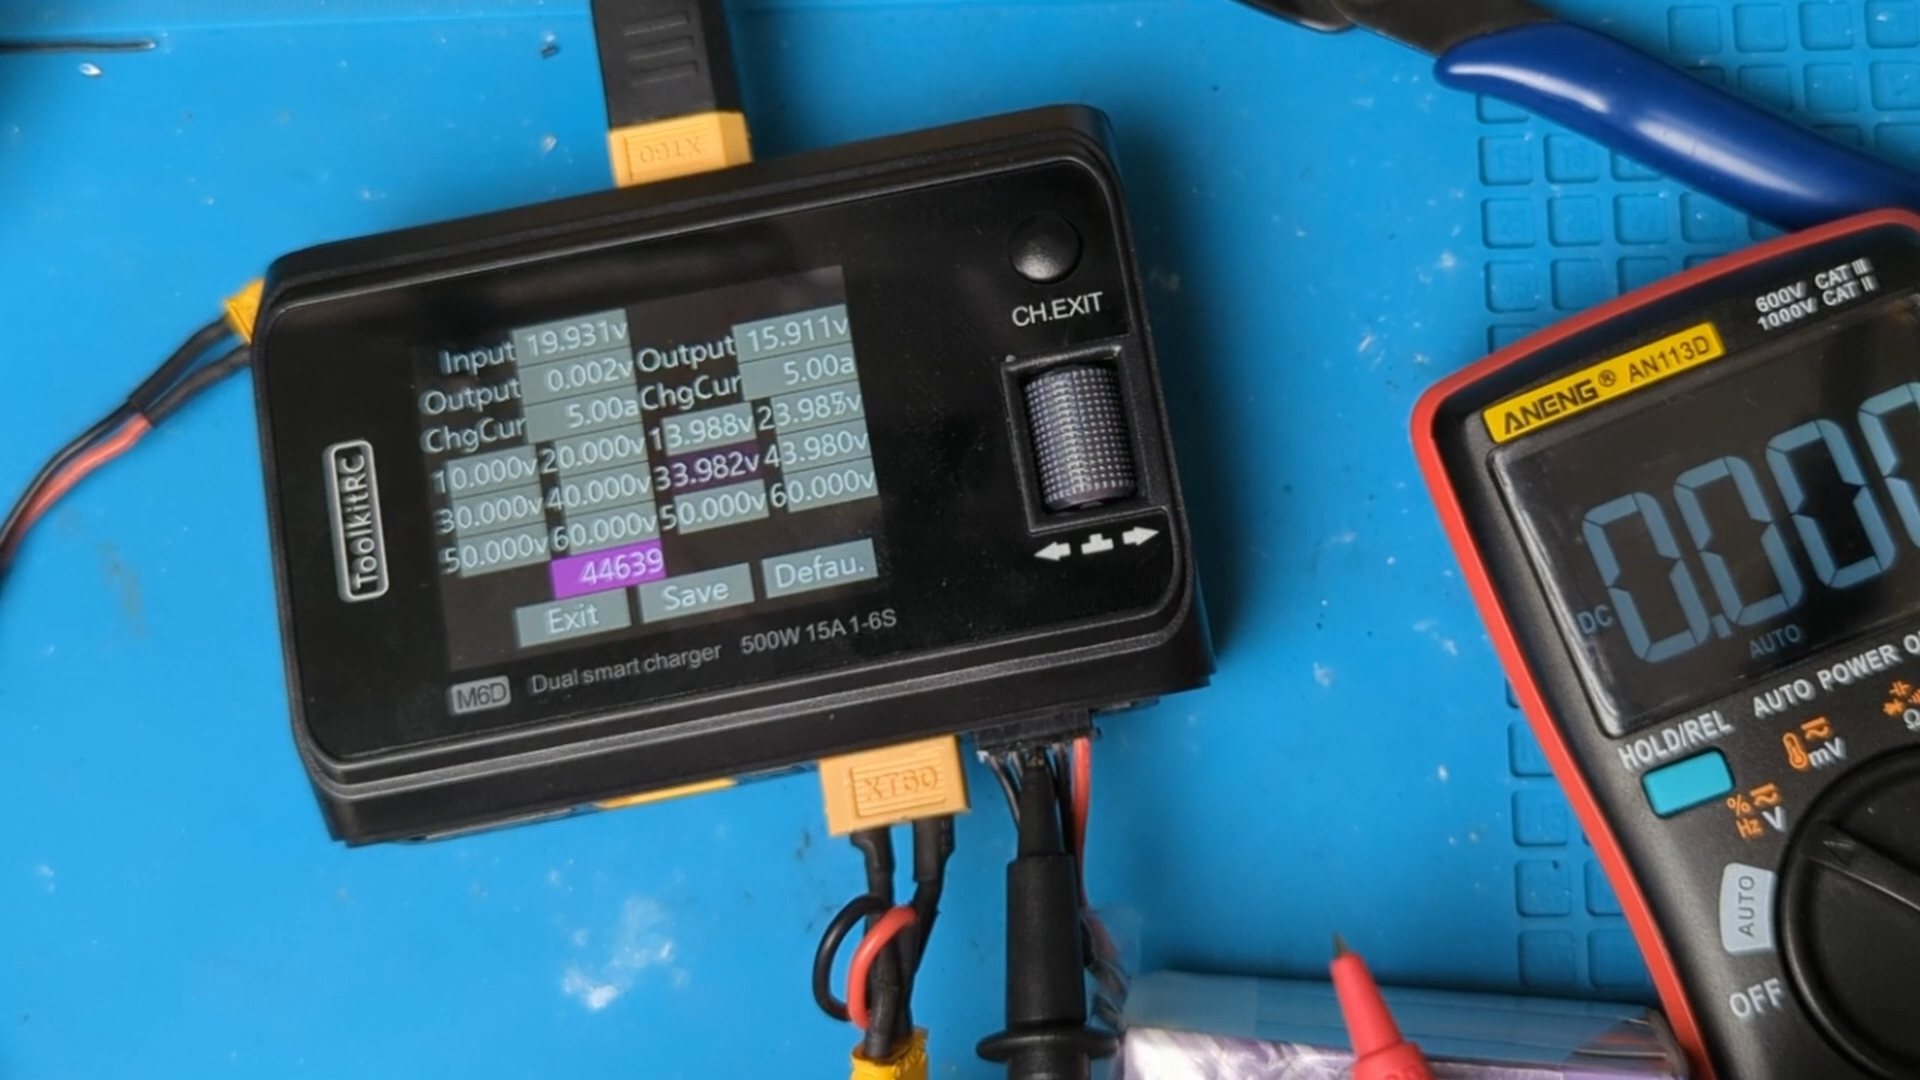 XT60
CH.EXIT
ToolkitRC
Input 19.931v Output 15.911v
Output 0.002v ChgCur 5.00a
ChgCur 5.00a 13.988v
10.000v 20.000v 33.982v 43.980v
30.000v 40.000v 50.000v 60.000v
50.000v 60.000v
44639
Exit Save Defau.
M6D Dual smart charger 500W 15A 1-6S
XT60
600V CAT III
1000V CAT II
ANENG® AN113D
DC
AUTO
AUTO POWER
HOLD/REL
mV
% Hz V
Ω
AUTO
OFF